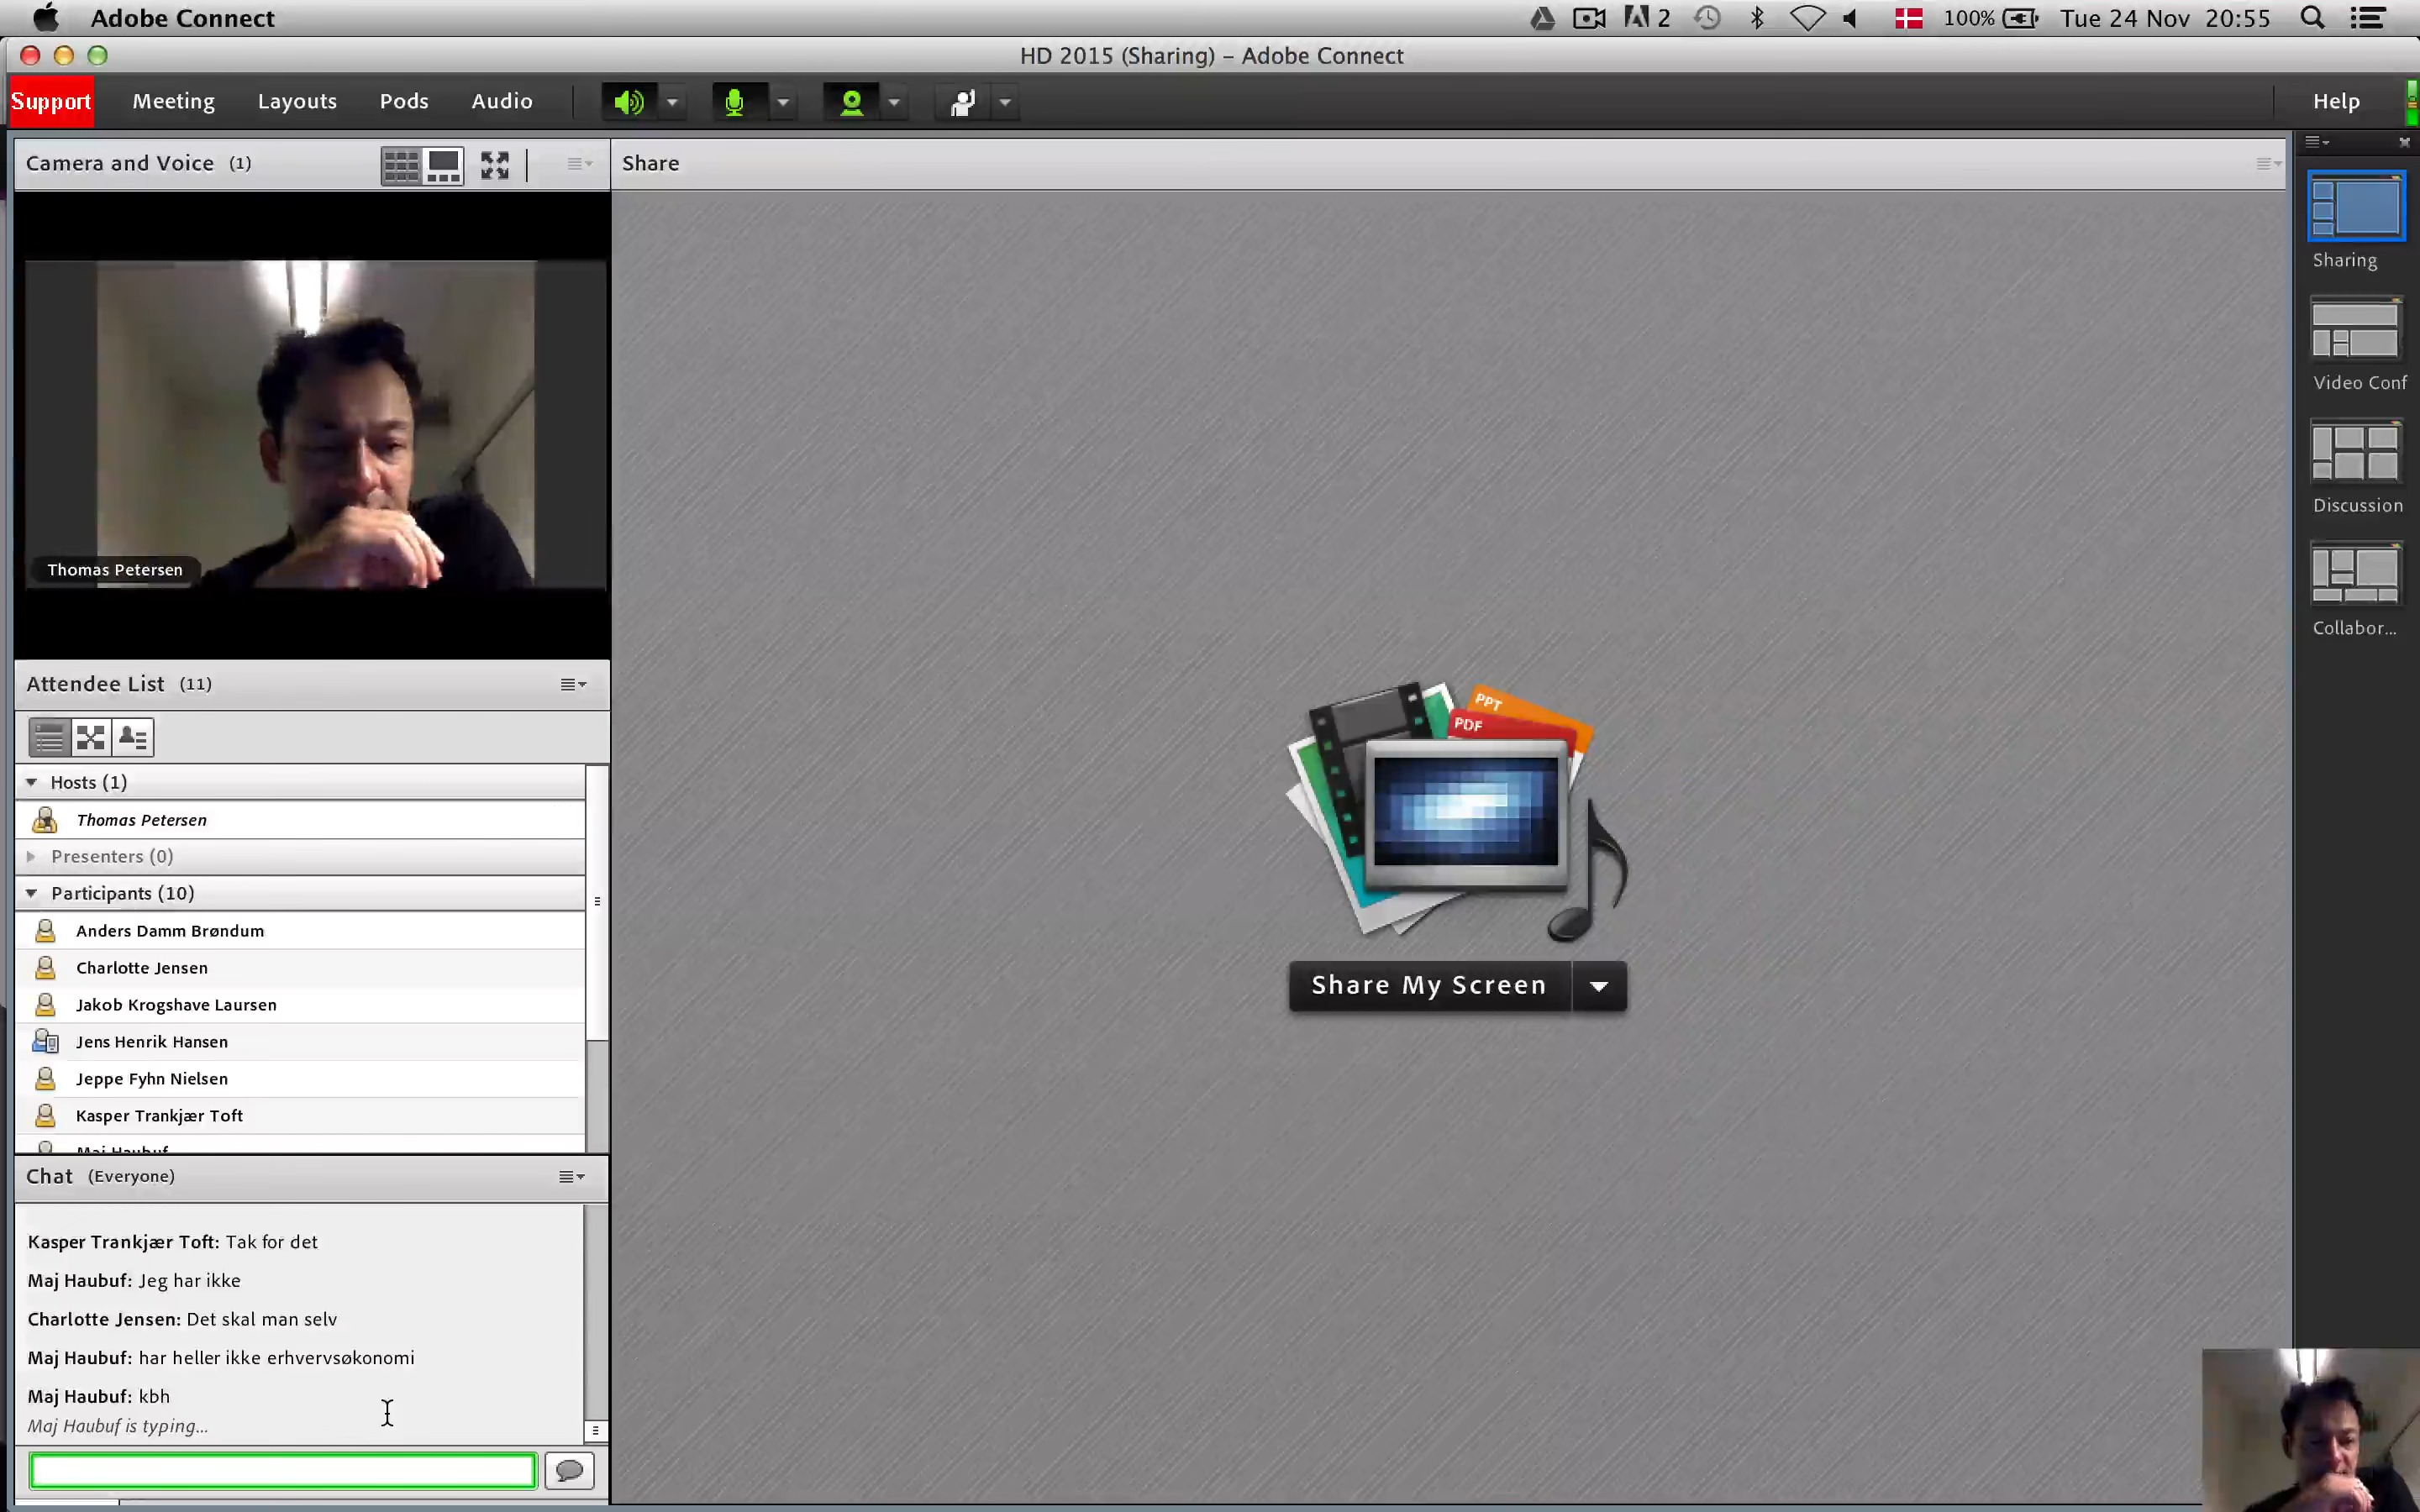 Adobe Connect
2
100%
Tue 24 Nov 20:55
HD 2015 (Sharing) – Adobe Connect
Support
Meeting
Layouts
Pods
Audio
Help
Camera and Voice (1)
Share
Thomas Petersen
Sharing
Video Conf
Discussion
Collabor...
Attendee List (11)
Hosts (1)
Thomas Petersen
Presenters (0)
Participants (10)
Anders Damm Brøndum
Charlotte Jensen
Jakob Krogshave Laursen
Jens Henrik Hansen
Jeppe Fyhn Nielsen
Kasper Trankjær Toft
Maj Haubuf
PPT
PDF
Share My Screen
Chat (Everyone)
Kasper Trankjær Toft: Tak for det
Maj Haubuf: Jeg har ikke
Charlotte Jensen: Det skal man selv
Maj Haubuf: har heller ikke erhvervsøkonomi
Maj Haubuf: kbh
Maj Haubuf is typing...